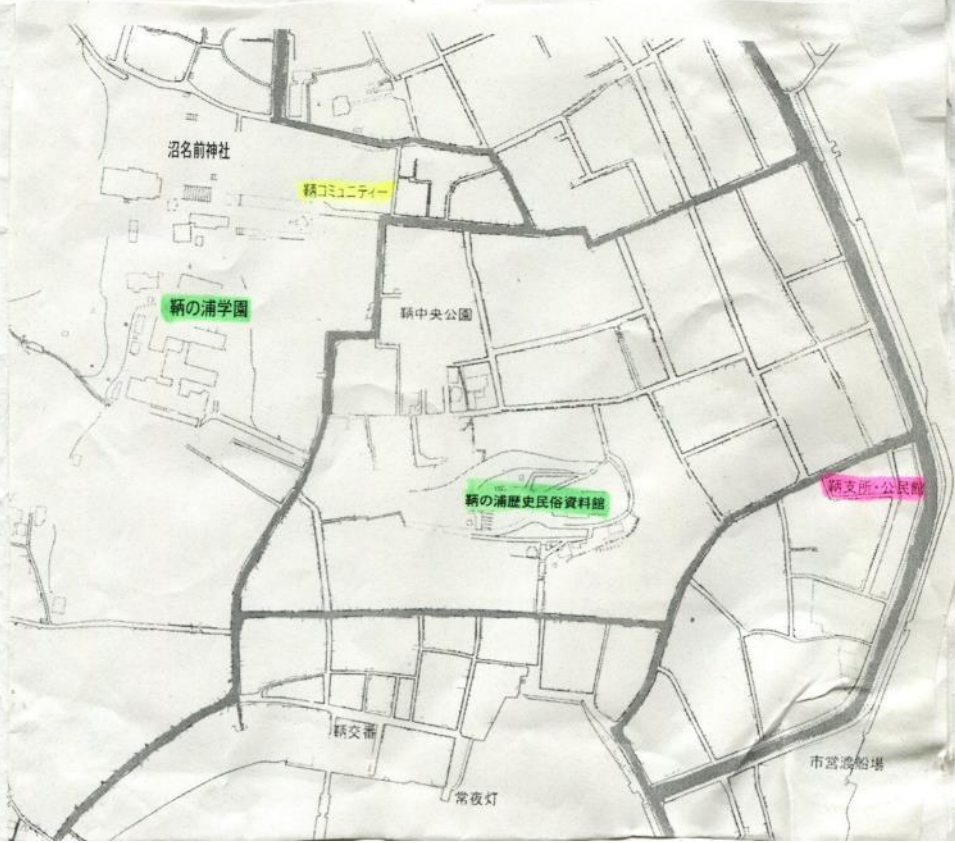 沼名前神社
鞆コミュニティー
鞆の浦学園
鞆中央公園
鞆支所・公民館
鞆の浦歴史民俗資料館
鞆交番
市営渡船場
常夜灯